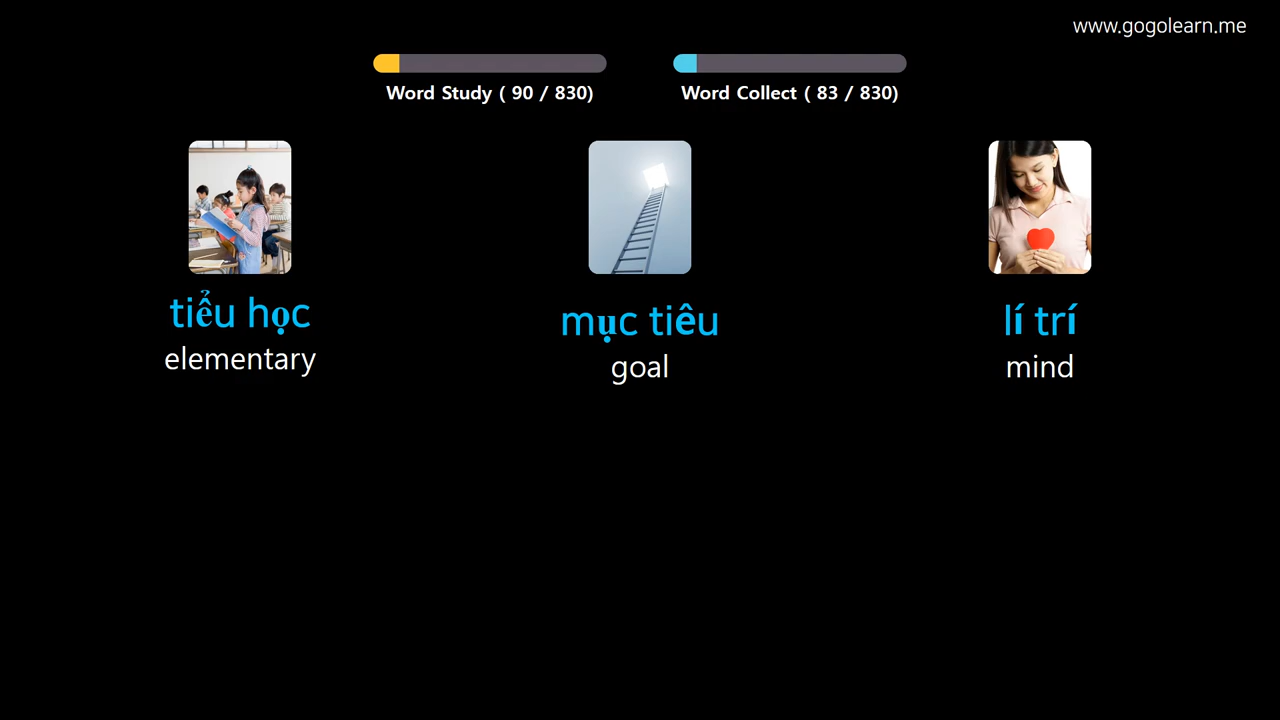 www.gogolearn.me
Word Study ( 90 / 830)
Word Collect ( 83 / 830)
tiểu học
elementary
mục tiêu
goal
lí trí
mind